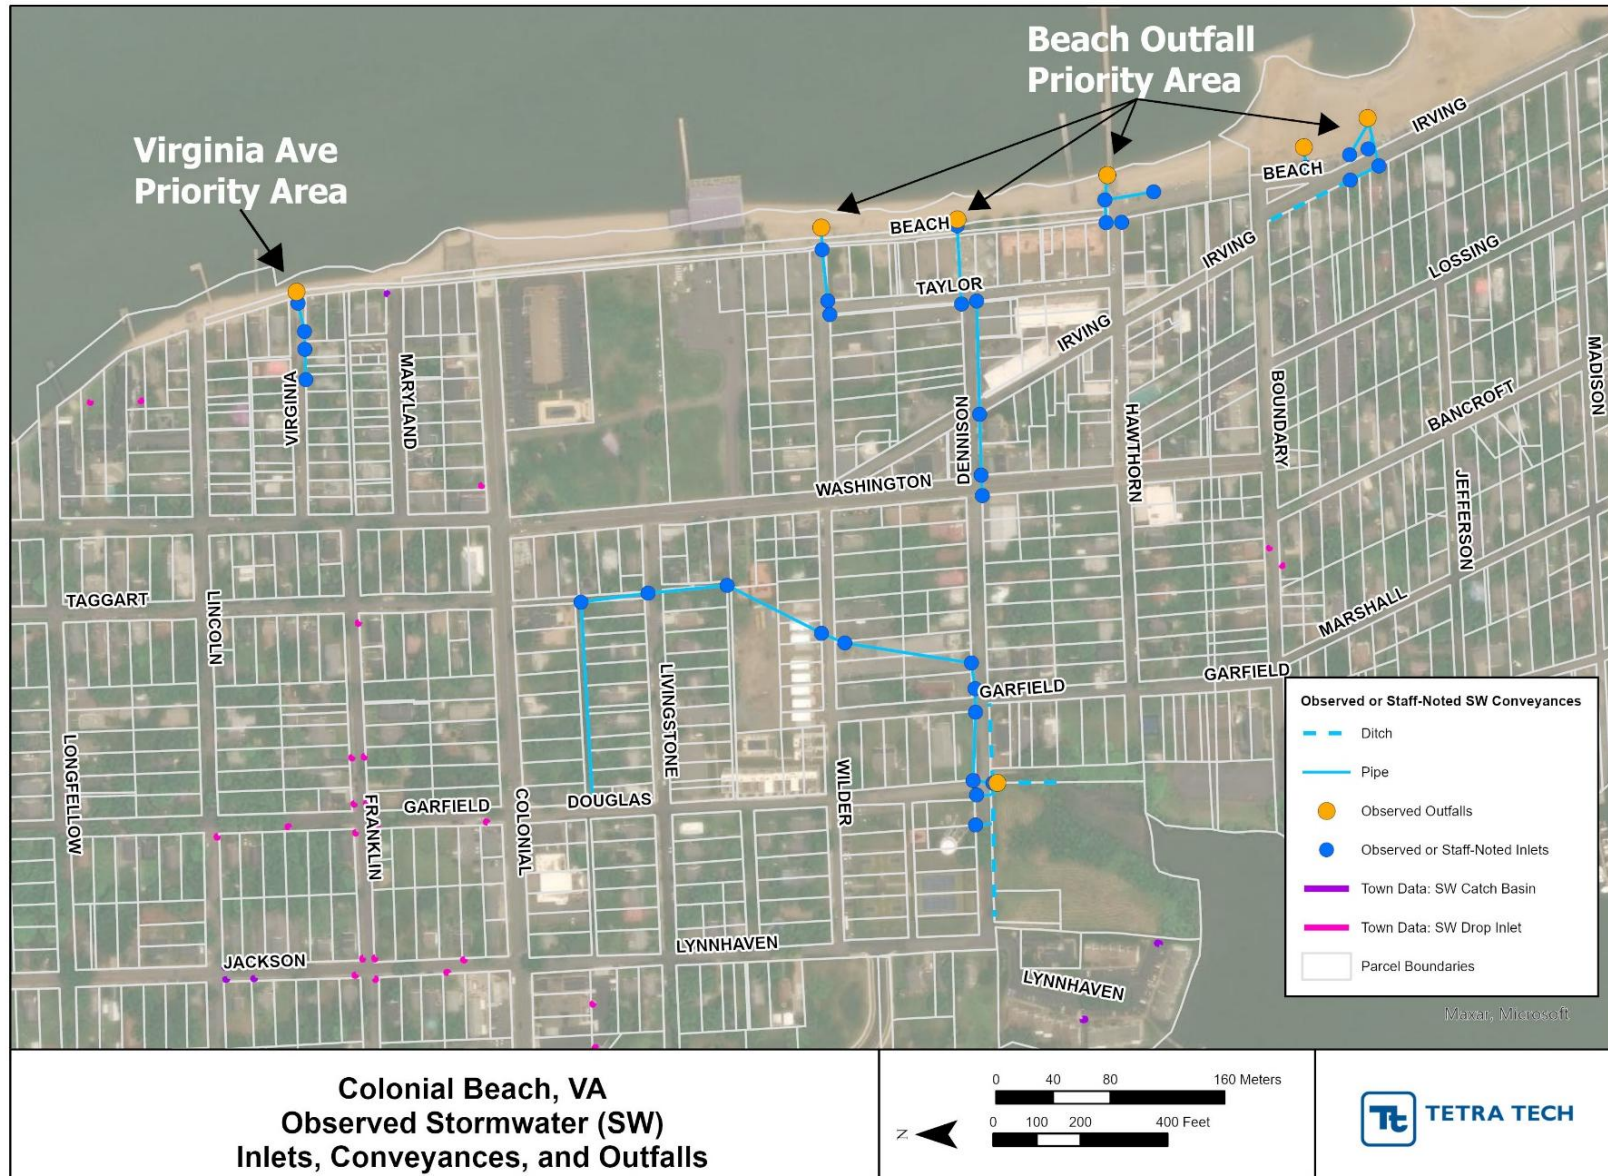 Beach Outfall
Priority Area
Virginia Ave
Priority Area
IRVING
BEACH
BEACH
IRVING
LOSSING
TAYLOR
IRVING
MADISON
VIRGINIA
MARYLAND
DENNISON
HAWTHORN
BOUNDARY
BANCROFT
WASHINGTON
JEFFERSON
TAGGART
LINCOLN
MARSHALL
GARFIELD
LIVINGSTONE
GARFIELD
LONGFELLOW
FRANKLIN
GARFIELD
COLONIAL
DOUGLAS
WILDER
JACKSON
LYNNHAVEN
LYNNHAVEN
Observed or Staff-Noted SW Conveyances
Ditch
Pipe
Observed Outfalls
Observed or Staff-Noted Inlets
Town Data: SW Catch Basin
Town Data: SW Drop Inlet
Parcel Boundaries
Maxar, Microsoft
Colonial Beach, VA
Observed Stormwater (SW)
Inlets, Conveyances, and Outfalls
N
0 40 80 160 Meters
0 100 200 400 Feet
Tt TETRA TECH